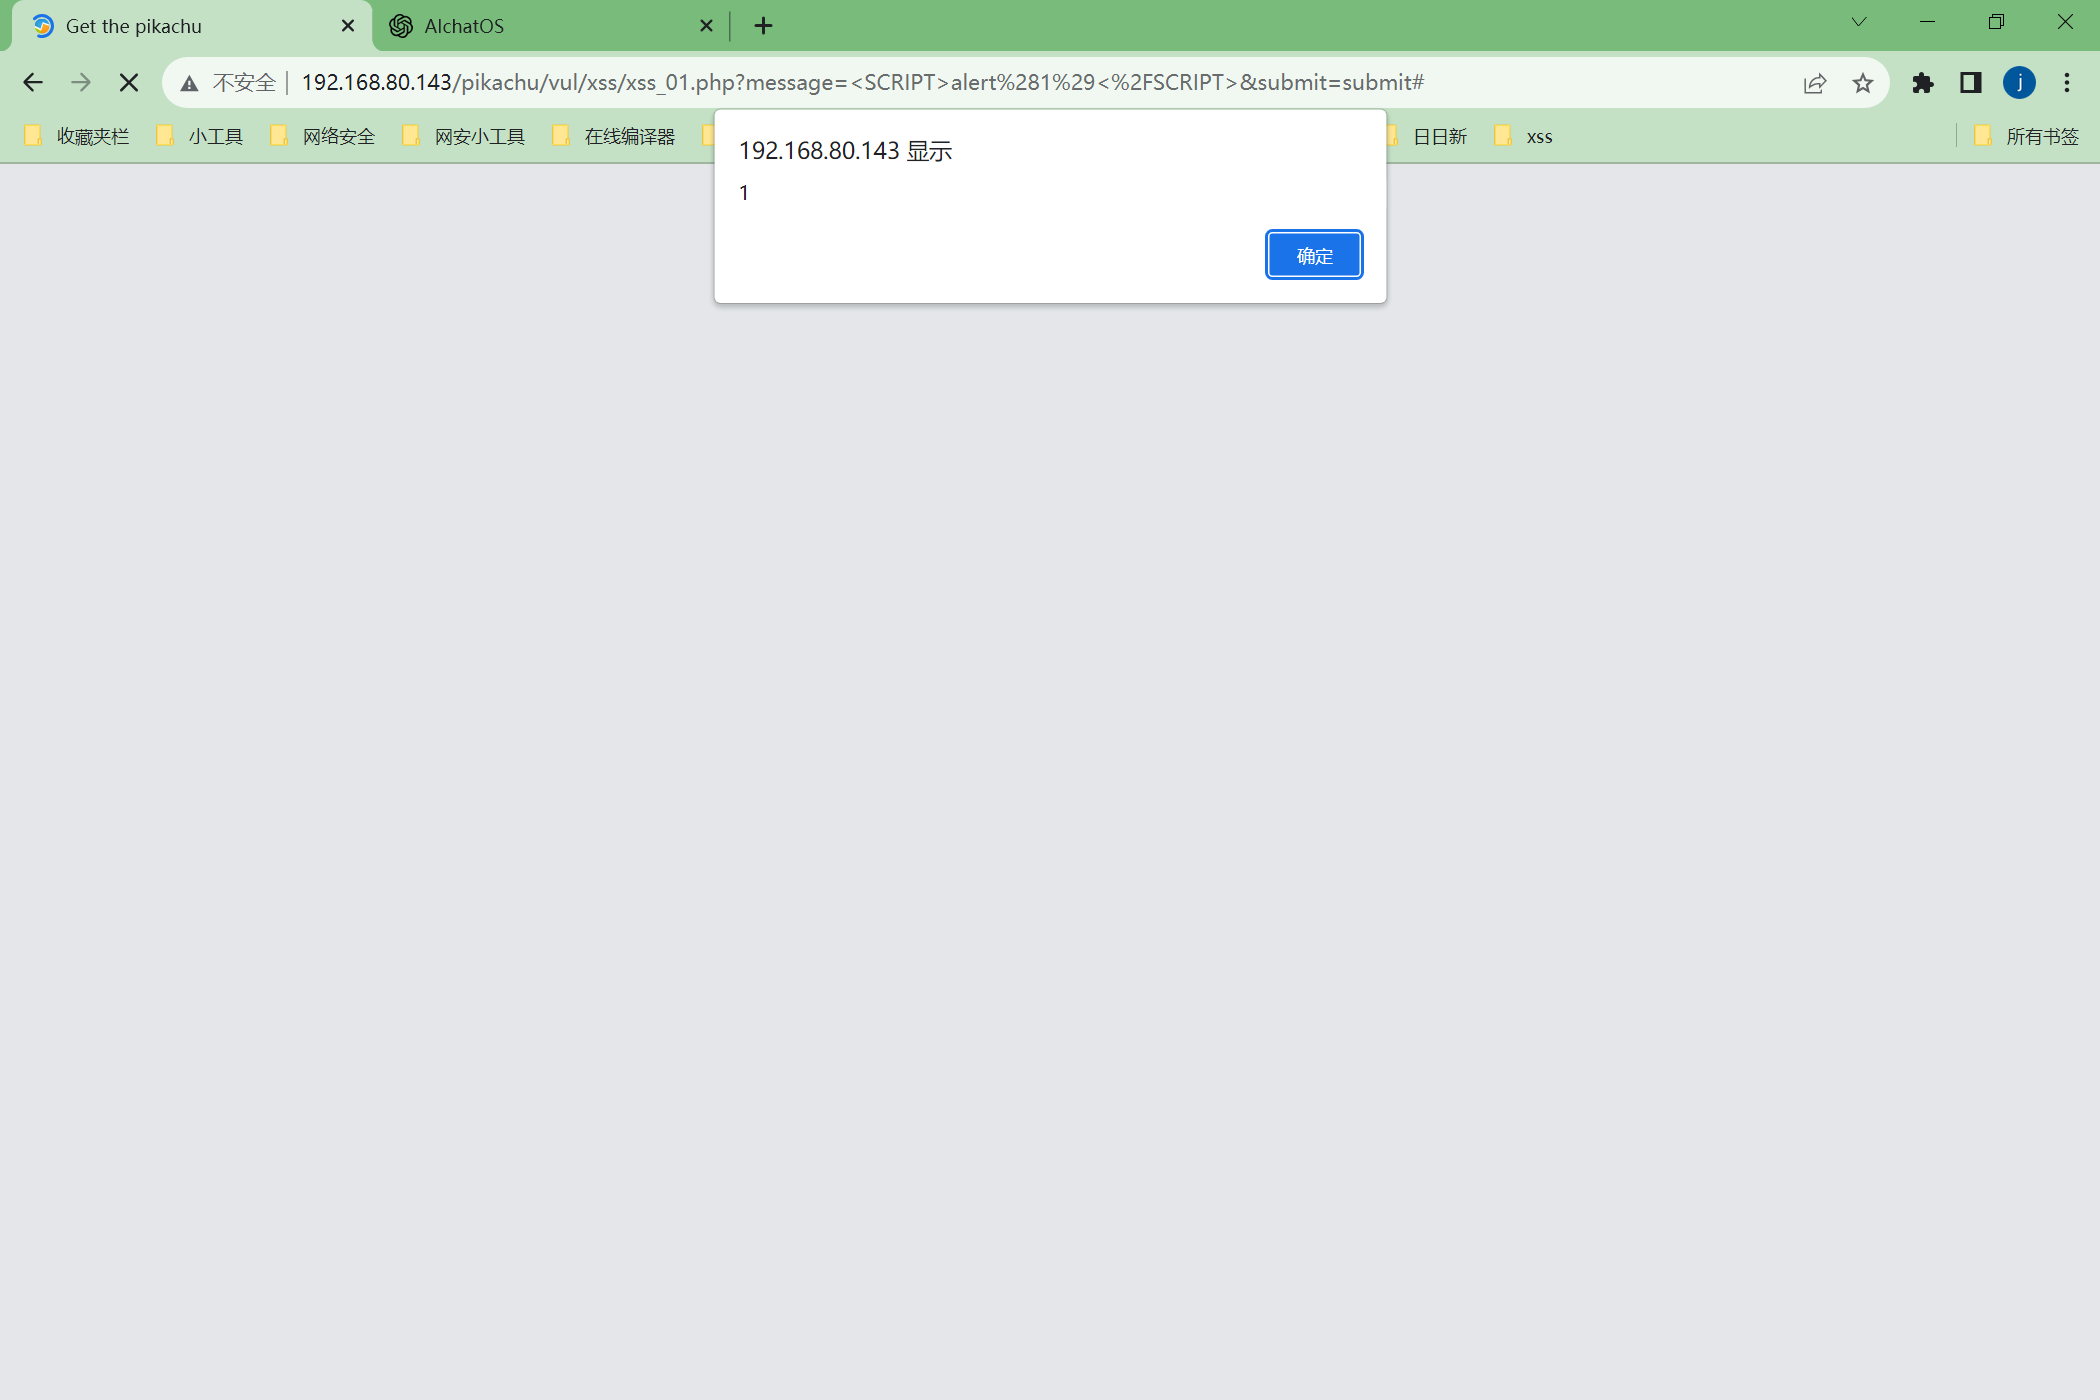 Get the pikachu
AIchatOS
不安全 192.168.80.143/pikachu/vul/xss/xss_01.php?message=<SCRIPT>alert%281%29<%2FSCRIPT>&submit=submit#
j
收藏夹栏 小工具 网络安全 网安小工具 在线编译器 日日新 xss 所有书签
192.168.80.143 显示
1
确定